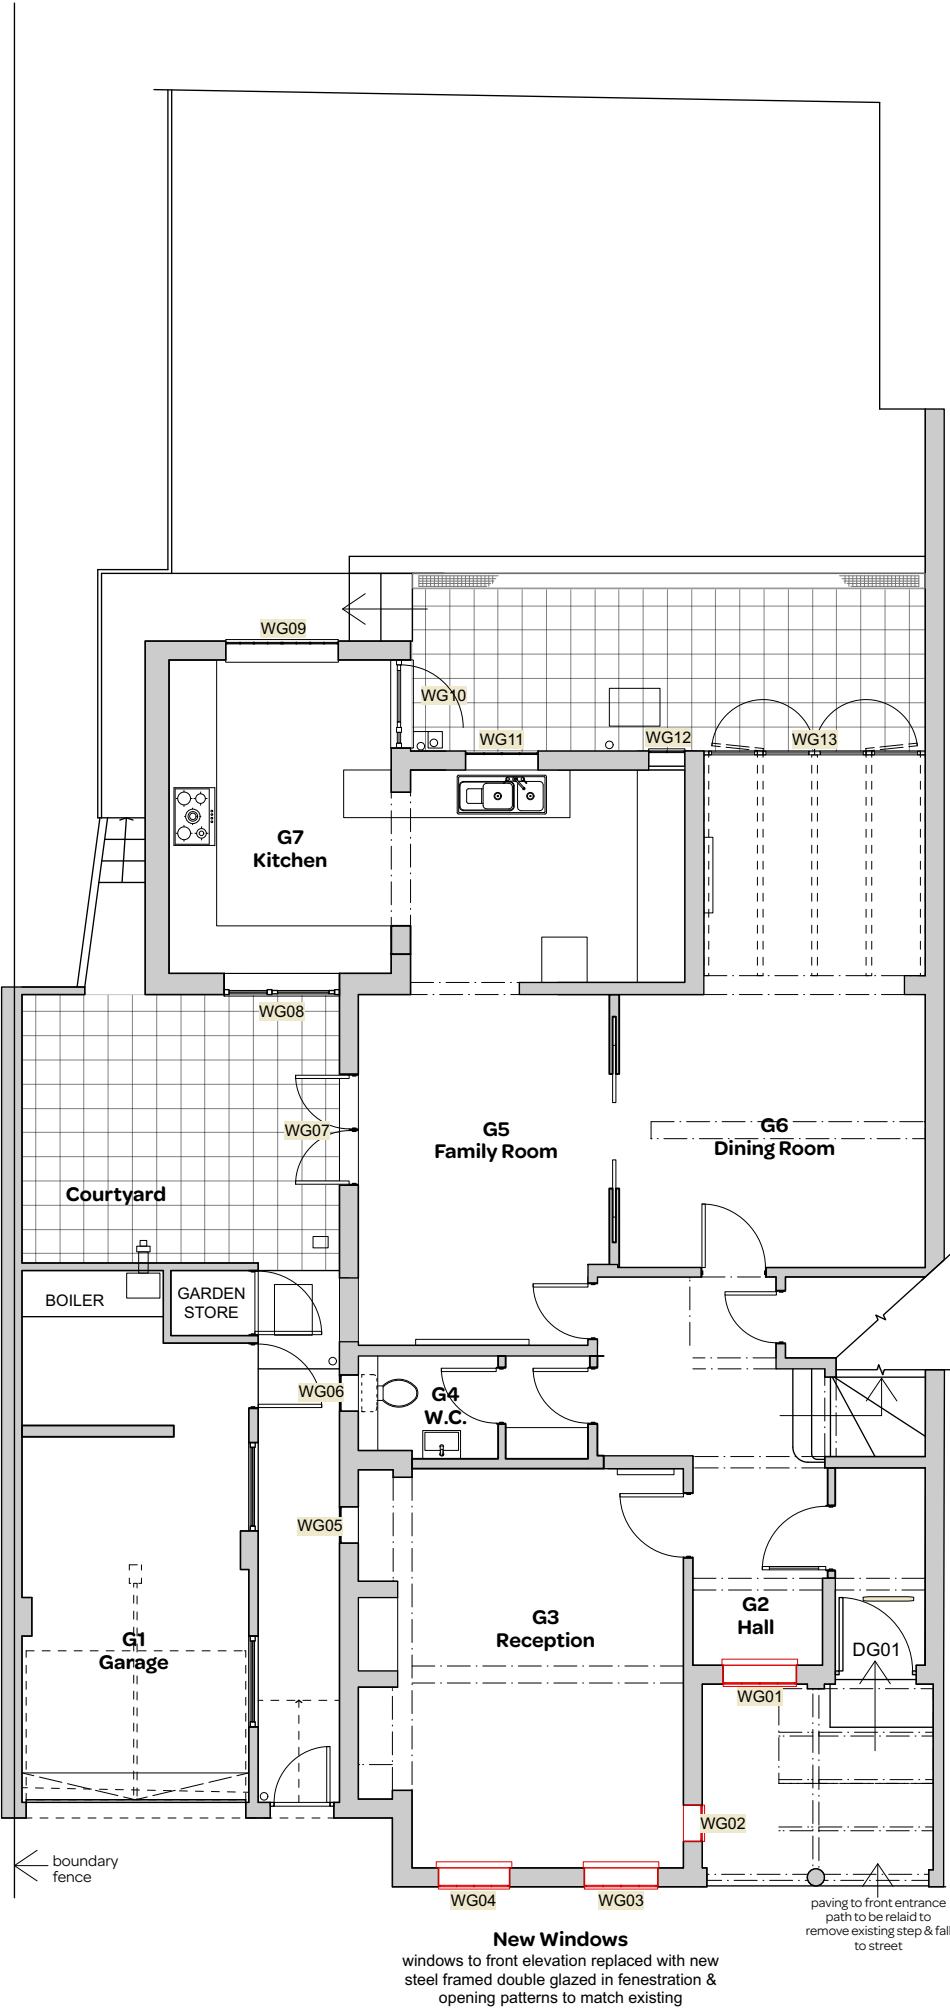 WG09
WG10
WG11
WG12
WG13
G7
Kitchen
WG08
WG07
G5
Family Room
G6
Dining Room
Courtyard
BOILER
GARDEN
STORE
WG06
G4
W.C.
WG05
G3
Reception
G2
Hall
G1
Garage
DG01
WG01
WG02
boundary
fence
WG04
WG03
paving to front entrance
path to be relaid to
remove existing step & fall
to street
New Windows
windows to front elevation replaced with new
steel framed double glazed in fenestration &
opening patterns to match existing